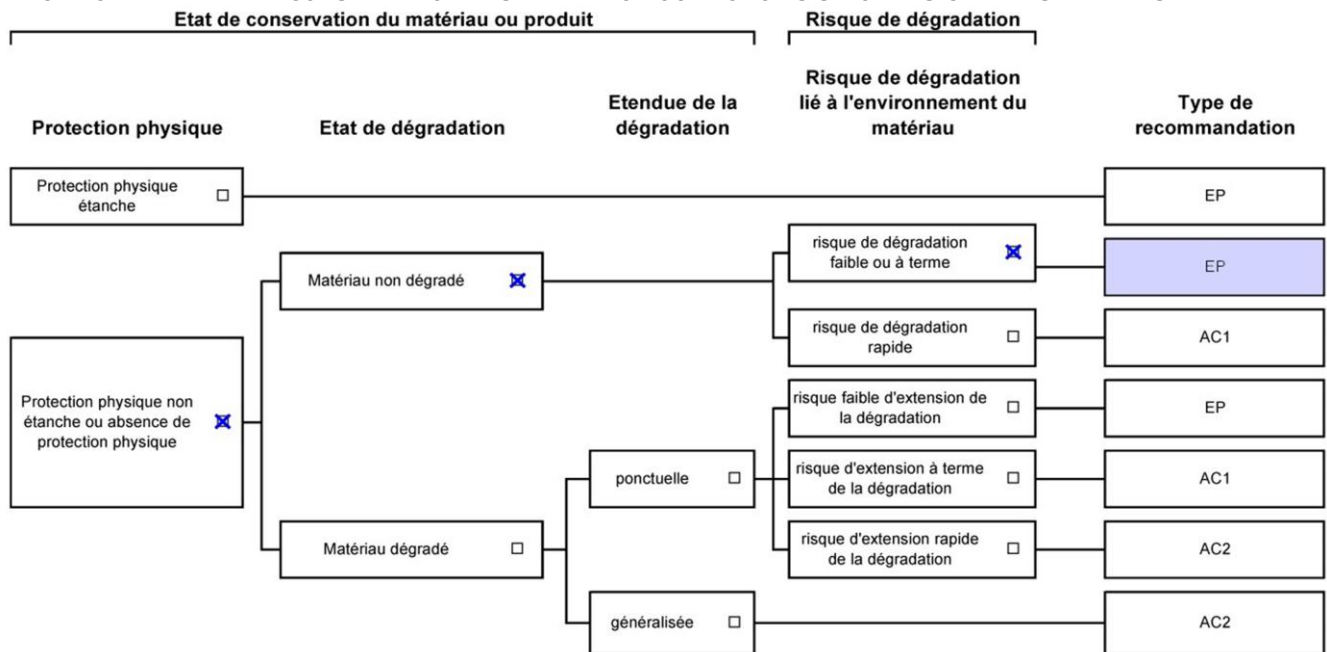 Etat de conservation du matériau ou produit
Risque de dégradation
Protection physique
Etat de dégradation
Etendue de la
dégradation
Risque de dégradation
lié à l'environnement du
matériau
Type de
recommandation
Protection physique
étanche
EP
Protection physique non
étanche ou absence de
protection physique
Matériau non dégradé
risque de dégradation
faible ou à terme
EP
risque de dégradation
rapide
AC1
Matériau dégradé
ponctuelle
risque faible d'extension de
la dégradation
EP
risque d'extension à terme
de la dégradation
AC1
risque d'extension rapide
de la dégradation
AC2
généralisée
AC2